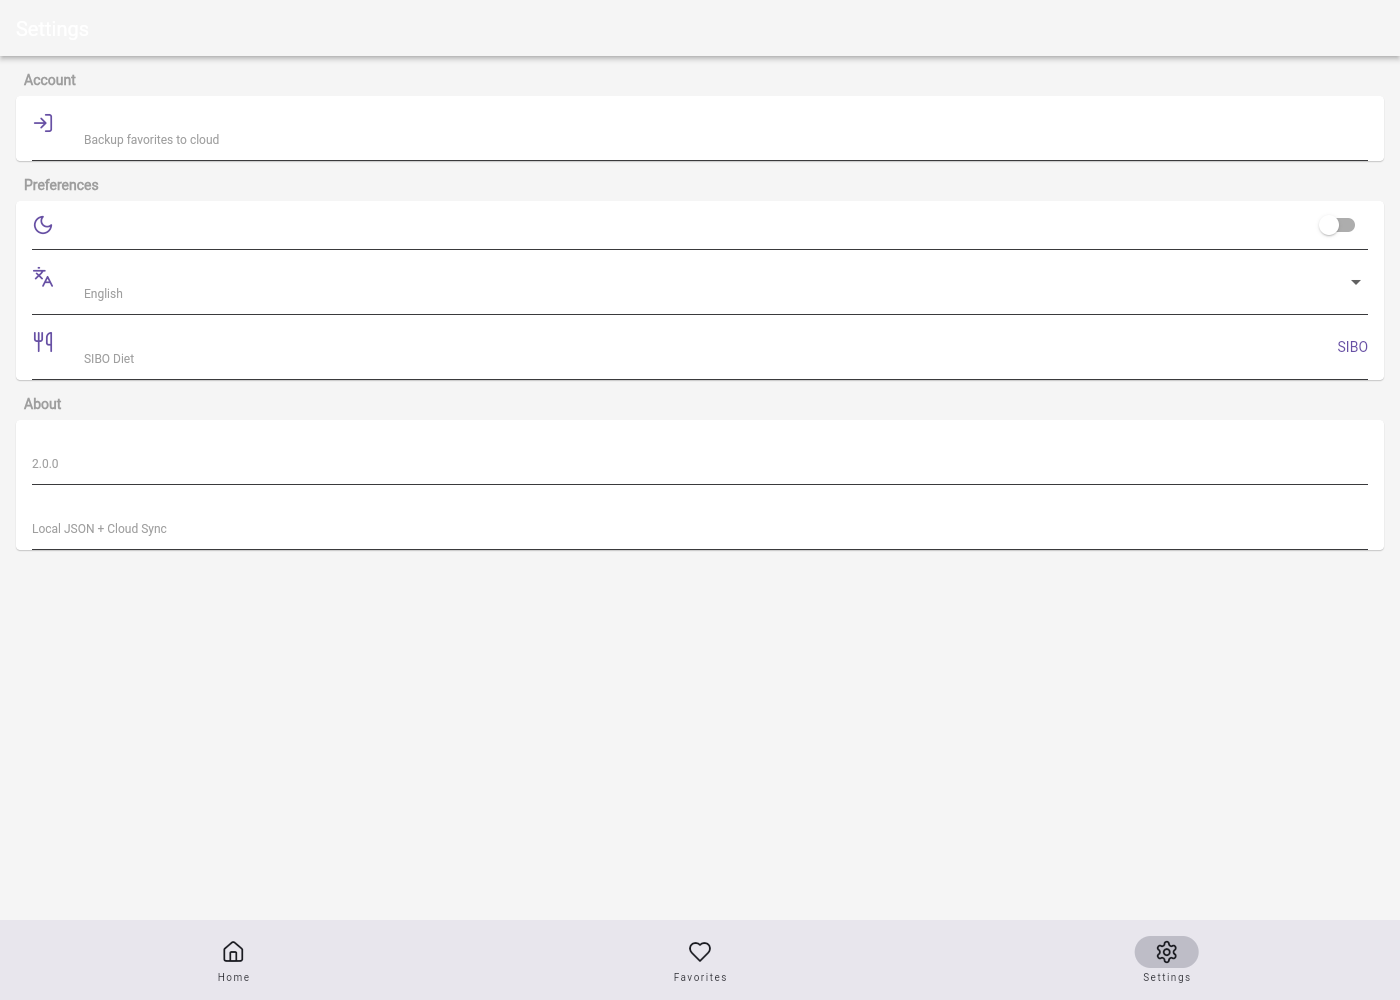 Settings
Account
Backup favorites to cloud
Preferences
English
SIBO Diet
SIBO
About
2.0.0
Local JSON + Cloud Sync
Home
Favorites
Settings